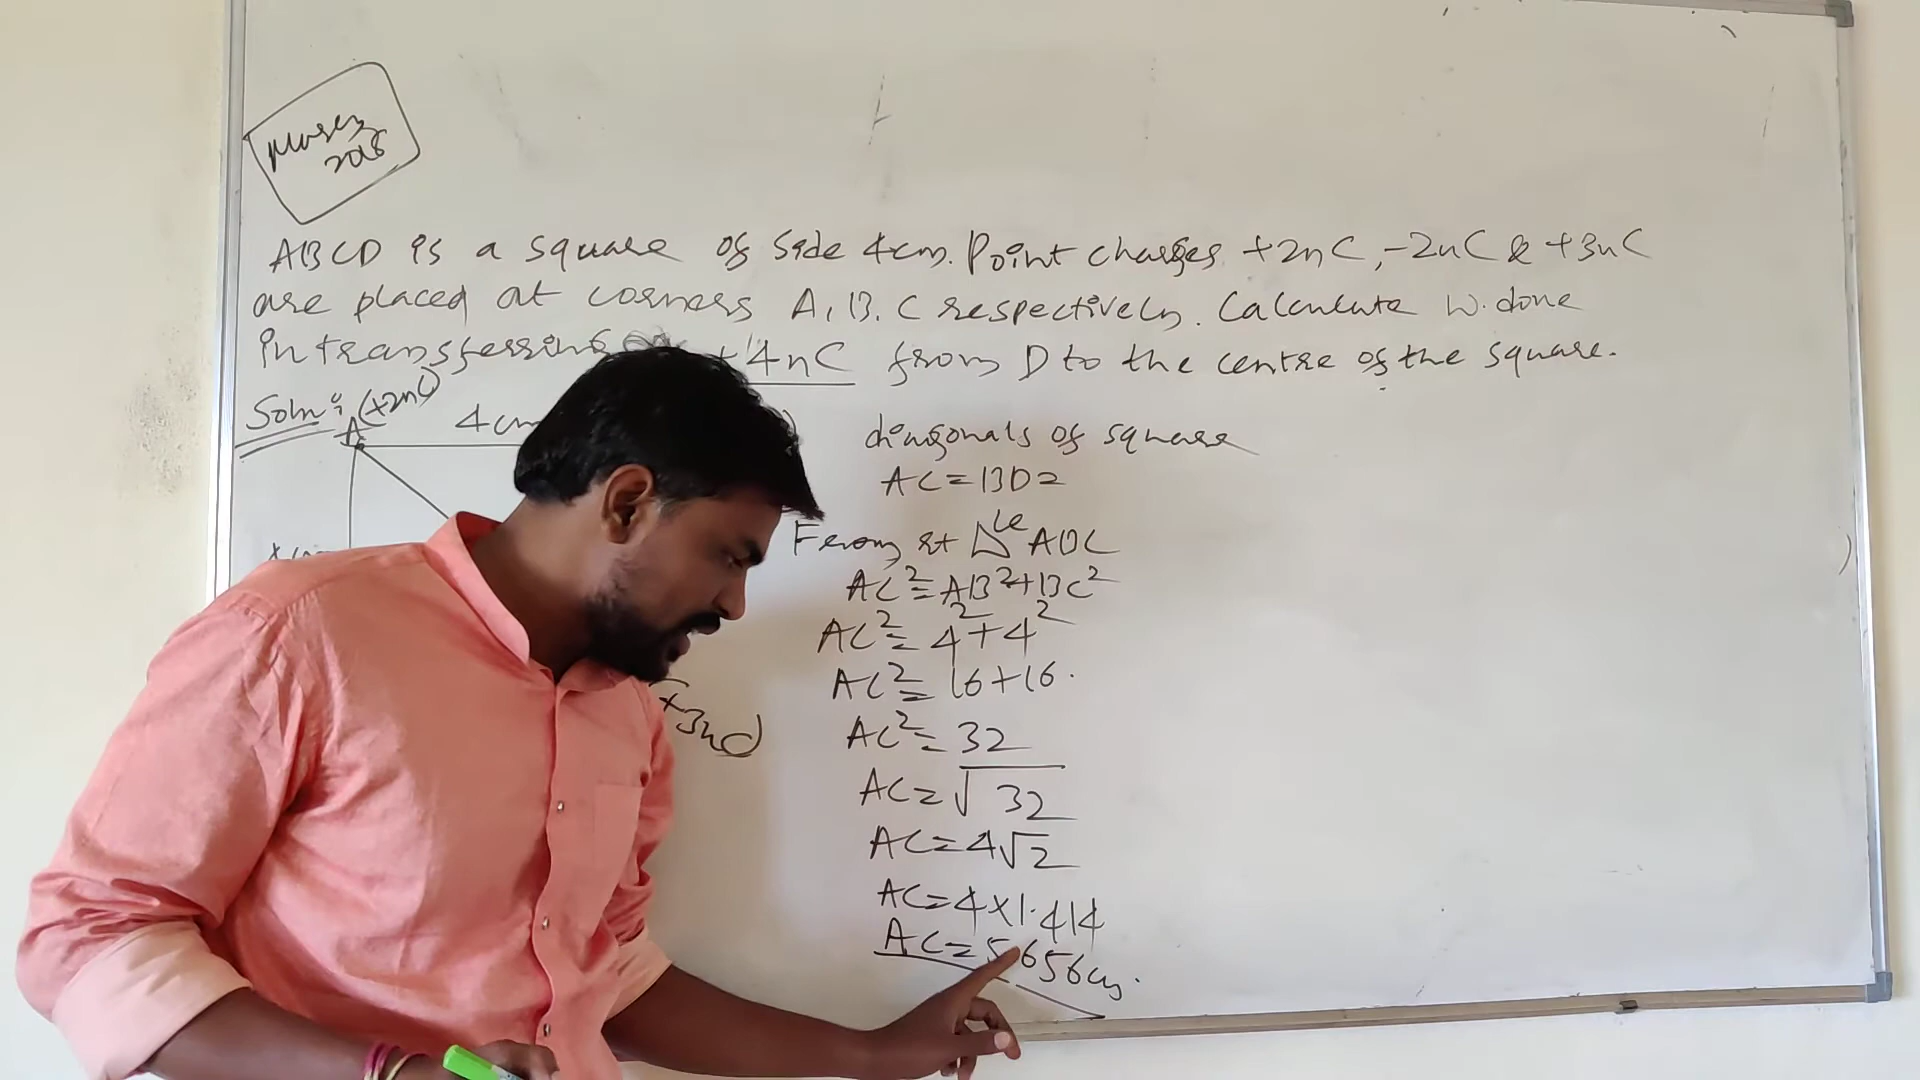 March
2018
ABCD is a square of side 4cm. Point charges +2nC, -2nC & +3nC
are placed at corners A, B, C respectively. Calculate W. done
in transferring +4nC from D to the centre of the square.
Soln:
A (+2nC)
4cm
diagonals of square
AC = BD =
From rt le ABC
AC² = AB² + BC²
AC² = 4² + 4²
AC² = 16 + 16.
AC² = 32
AC = √32
AC = 4√2
AC = 4 × 1.414
AC = 5.656cm.
+3nC